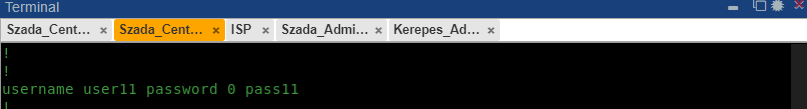 Terminal
Szada_Cent... × Szada_Cent... × ISP × Szada_Admi... × Kerepes_Ad... ×
!
!
username user11 password 0 pass11
!